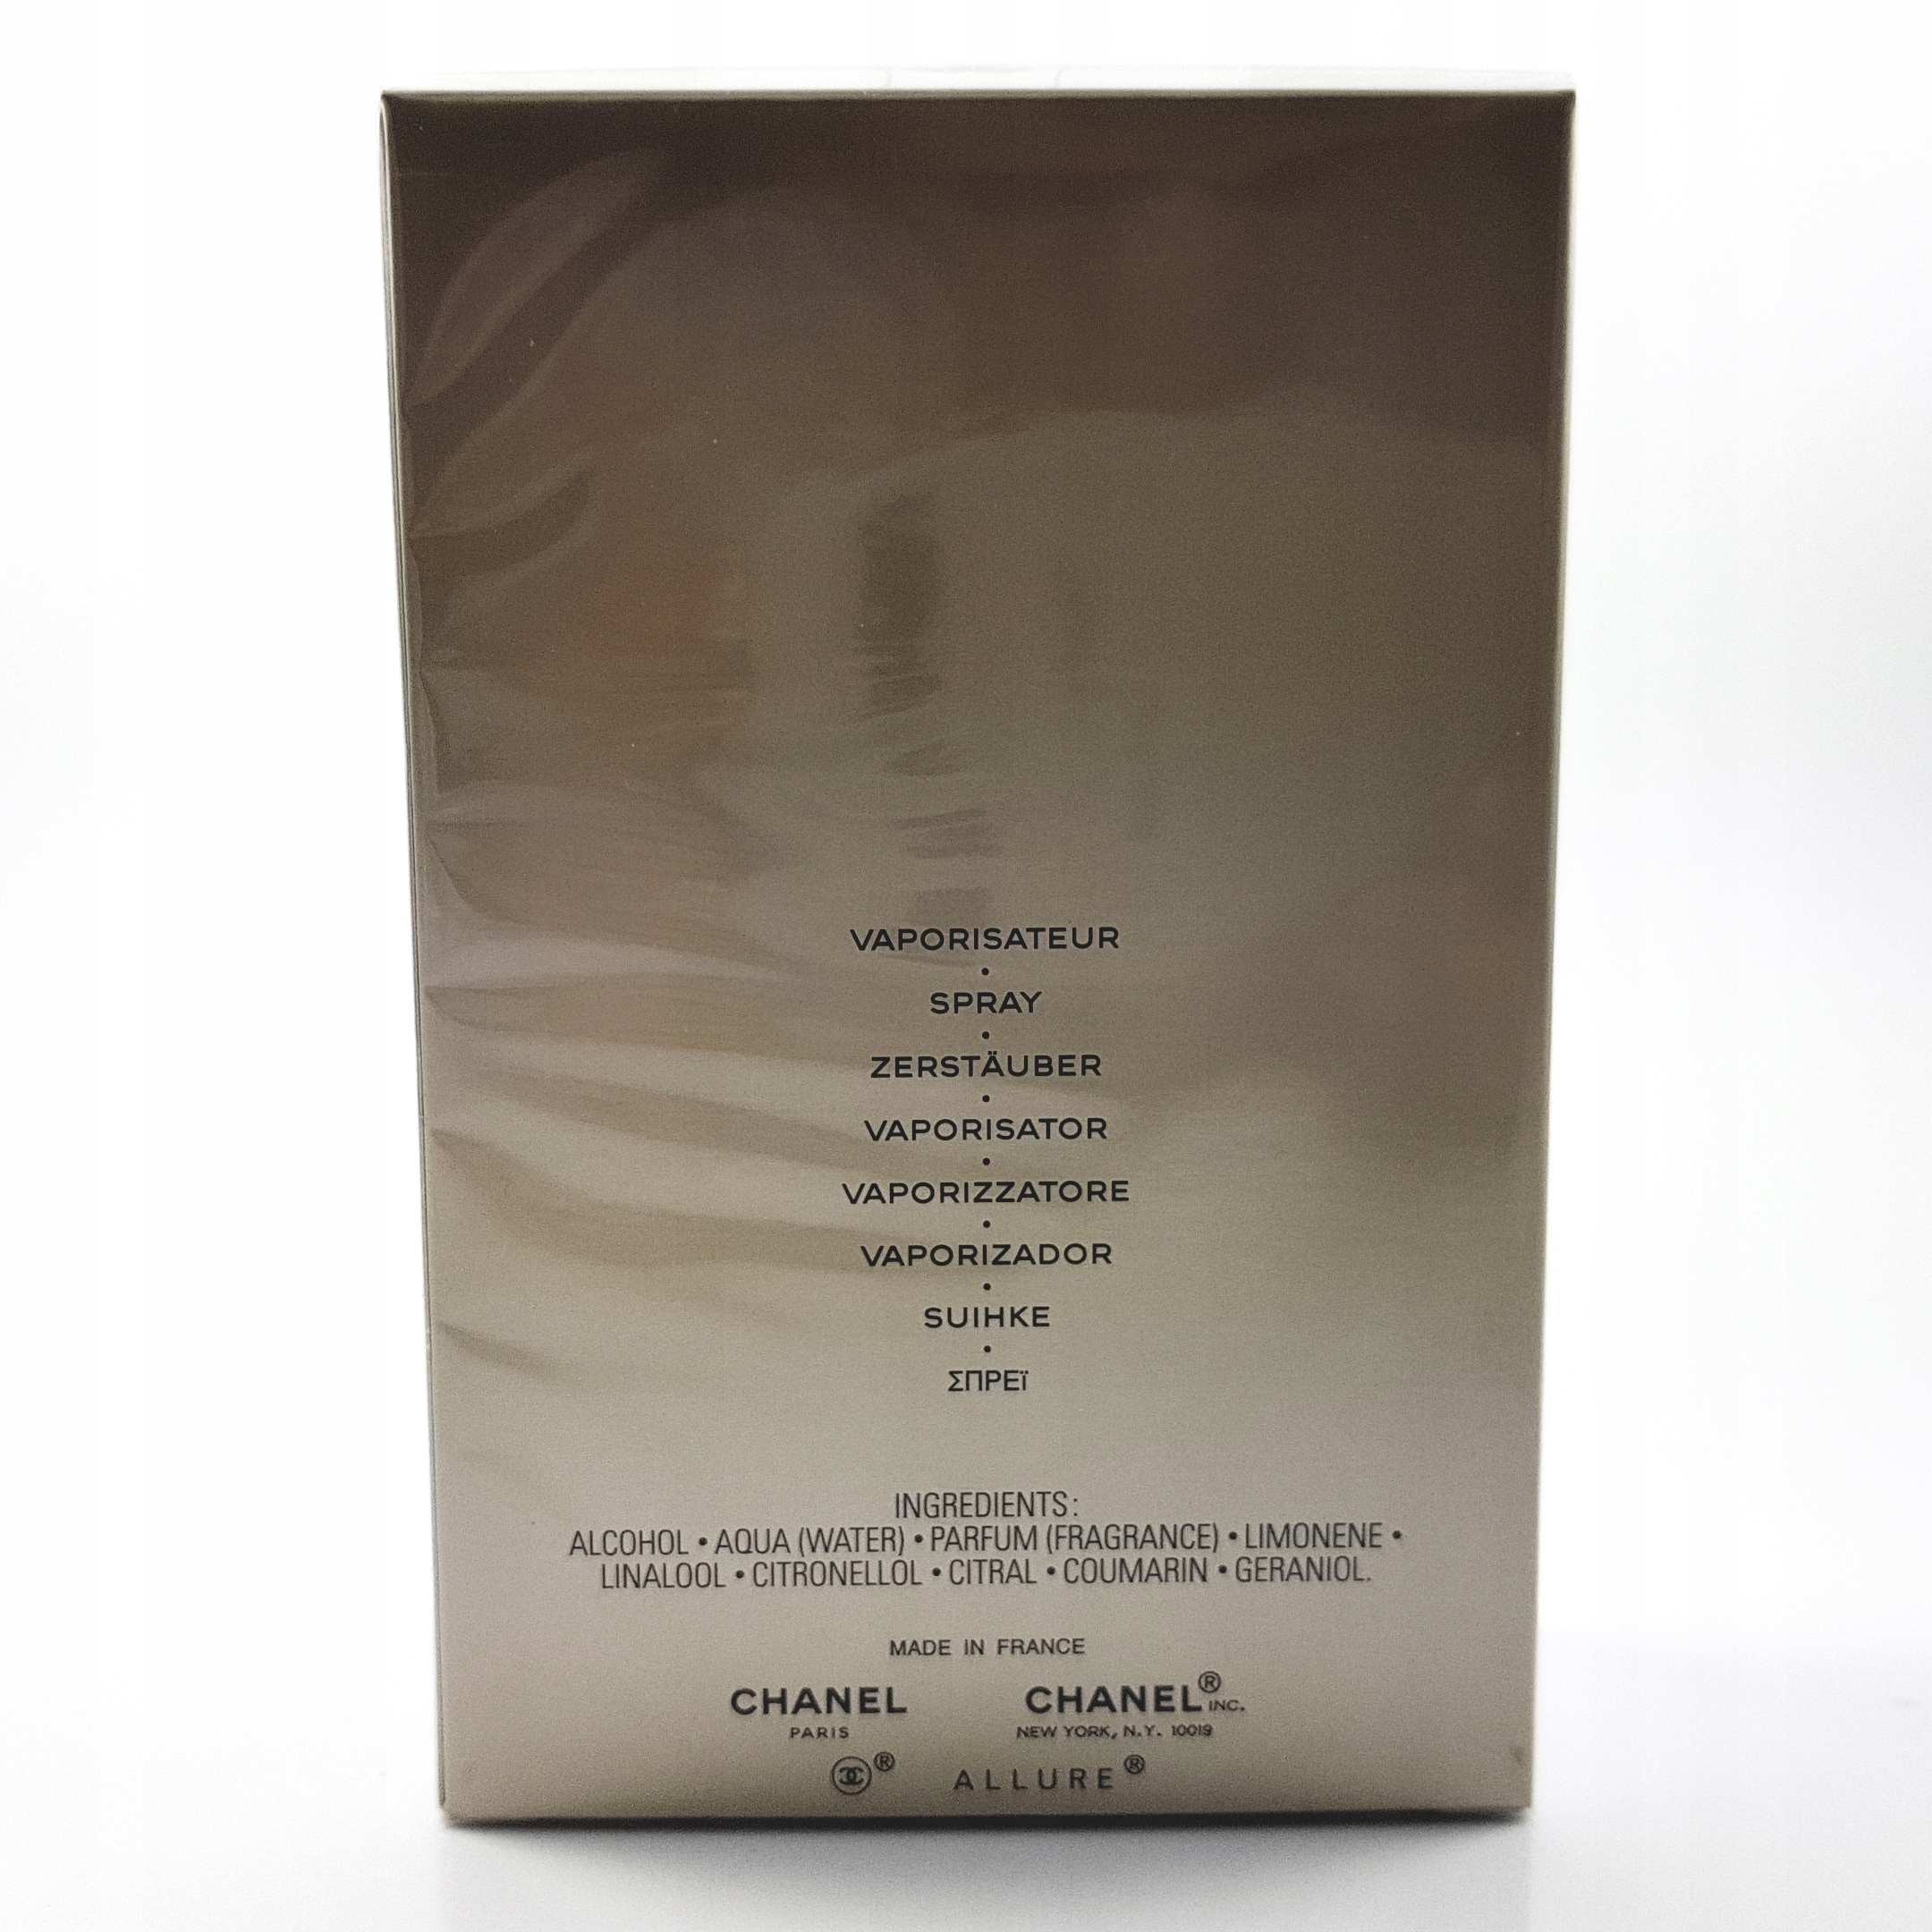 VAPORISATEUR
•
SPRAY
•
ZERSTÄUBER
•
VAPORISATOR
•
VAPORIZZATORE
•
VAPORIZADOR
•
SUIHKE
•
ΣΠΡΕϊ
INGREDIENTS:
ALCOHOL • AQUA (WATER) • PARFUM (FRAGRANCE) • LIMONENE •
LINALOOL • CITRONELLOL • CITRAL • COUMARIN • GERANIOL.
MADE IN FRANCE
CHANEL CHANEL® INC.
PARIS NEW YORK, N.Y. 10019
® ALLURE®